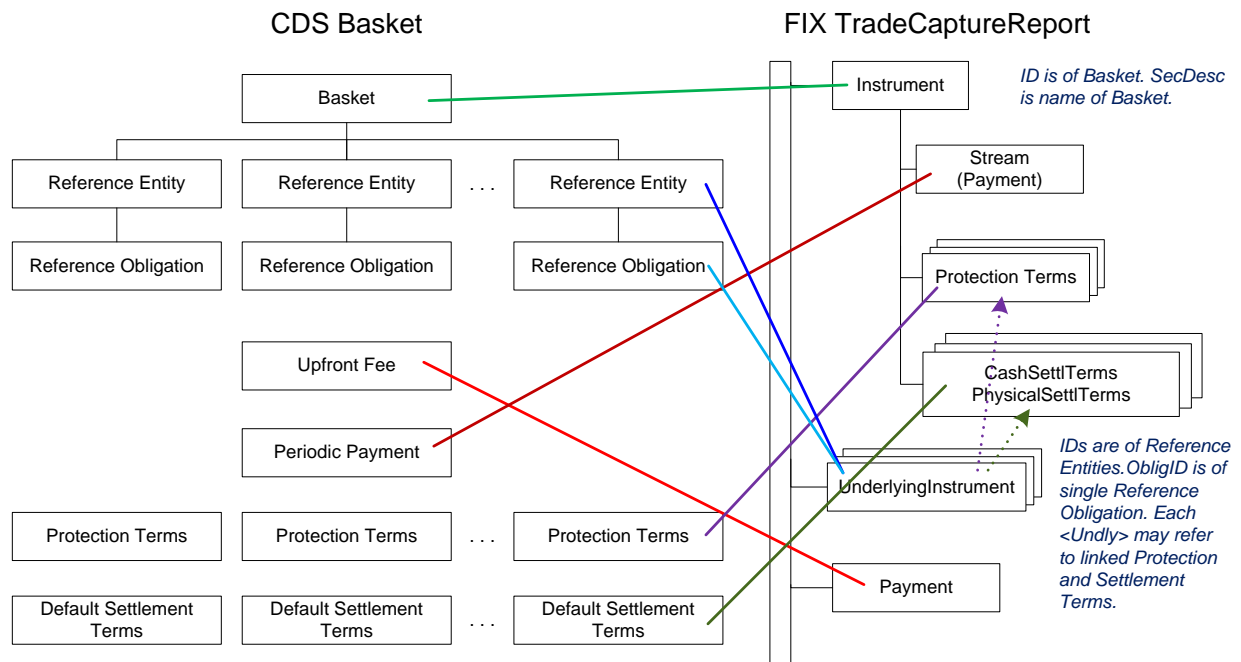 CDS Basket
FIX TradeCaptureReport
Basket
Instrument
ID is of Basket. SecDesc
is name of Basket.
Reference Entity
Reference Entity
. . .
Reference Entity
Stream
(Payment)
Reference Obligation
Reference Obligation
Reference Obligation
Protection Terms
Upfront Fee
CashSettlTerms
PhysicalSettlTerms
Periodic Payment
UnderlyingInstrument
IDs are of Reference
Entities.ObligID is of
single Reference
Obligation. Each
<Undly> may refer
to linked Protection
and Settlement
Terms.
Protection Terms
Protection Terms
. . .
Protection Terms
Payment
Default Settlement
Terms
Default Settlement
Terms
. . .
Default Settlement
Terms